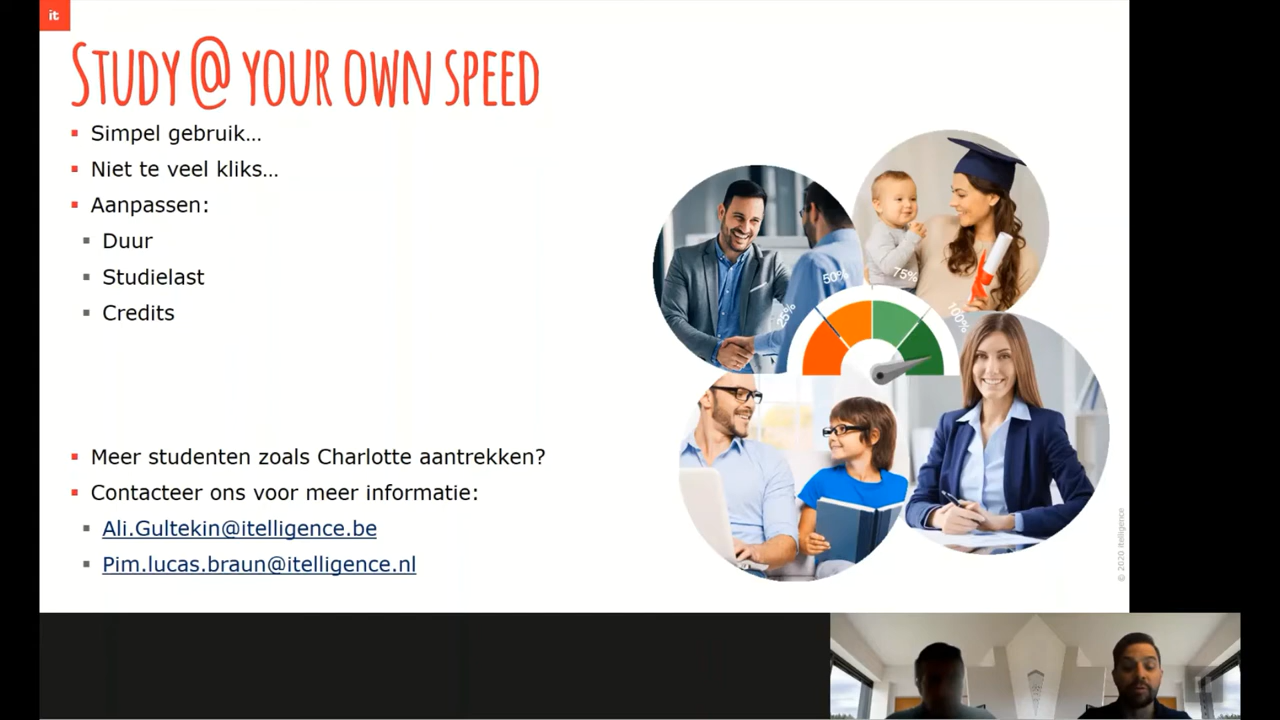 it
STUDY @ YOUR OWN SPEED
Simpel gebruik...
Niet te veel kliks...
Aanpassen:
Duur
Studielast
Credits
25%
50%
75%
100%
Meer studenten zoals Charlotte aantrekken?
Contacteer ons voor meer informatie:
Ali.Gultekin@itelligence.be
Pim.lucas.braun@itelligence.nl
© 2020 itelligence